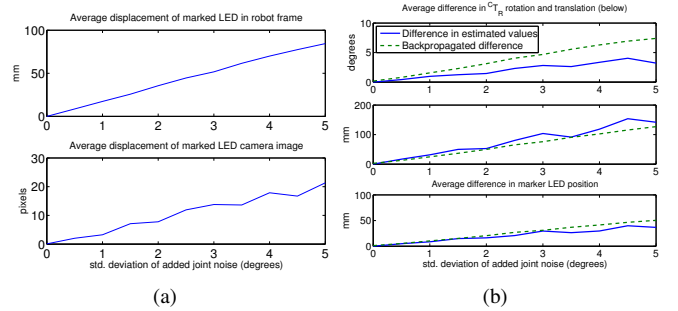 Average displacement of marked LED in robot frame
100
50
0
mm
0 1 2 3 4 5
Average displacement of marked LED camera image
30
20
10
0
pixels
0 1 2 3 4 5
std. deviation of added joint noise (degrees)
(a)
Average difference in ᶜT_R rotation and translation (below)
Difference in estimated values
Backpropagated difference
10
5
0
degrees
0 1 2 3 4 5
200
100
0
mm
0 1 2 3 4 5
Average difference in marker LED position
100
50
0
mm
0 1 2 3 4 5
std. deviation of added joint noise (degrees)
(b)